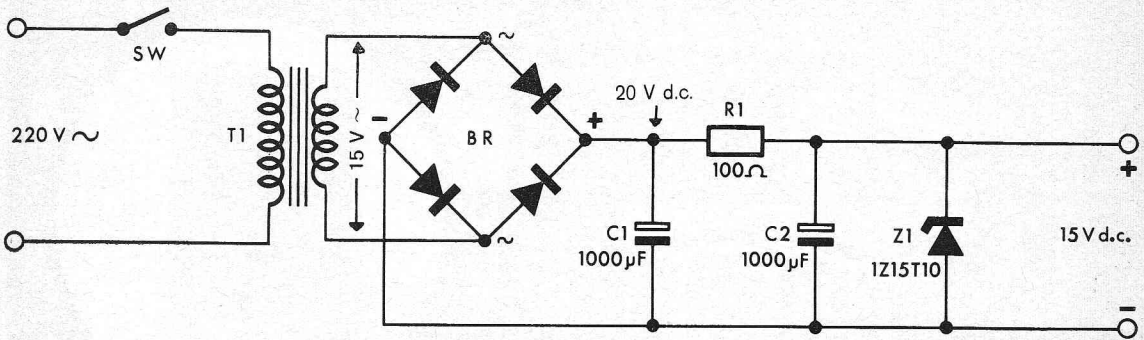 SW
220 V ~
T1
15 V ~
~
-
BR
+
~
20 V d.c.
R1
100Ω
C1
1000µF
C2
1000µF
Z1
1Z15T10
+
15 V d.c.
-